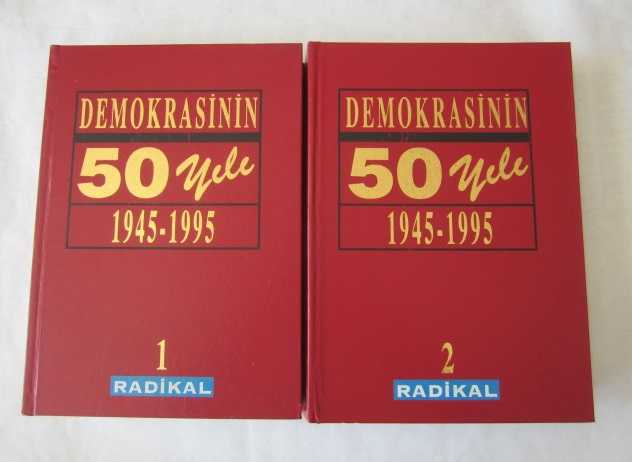 DEMOKRASİNİN
50 Yılı
1945-1995
1
RADİKAL
DEMOKRASİNİN
50 Yılı
1945-1995
2
RADİKAL